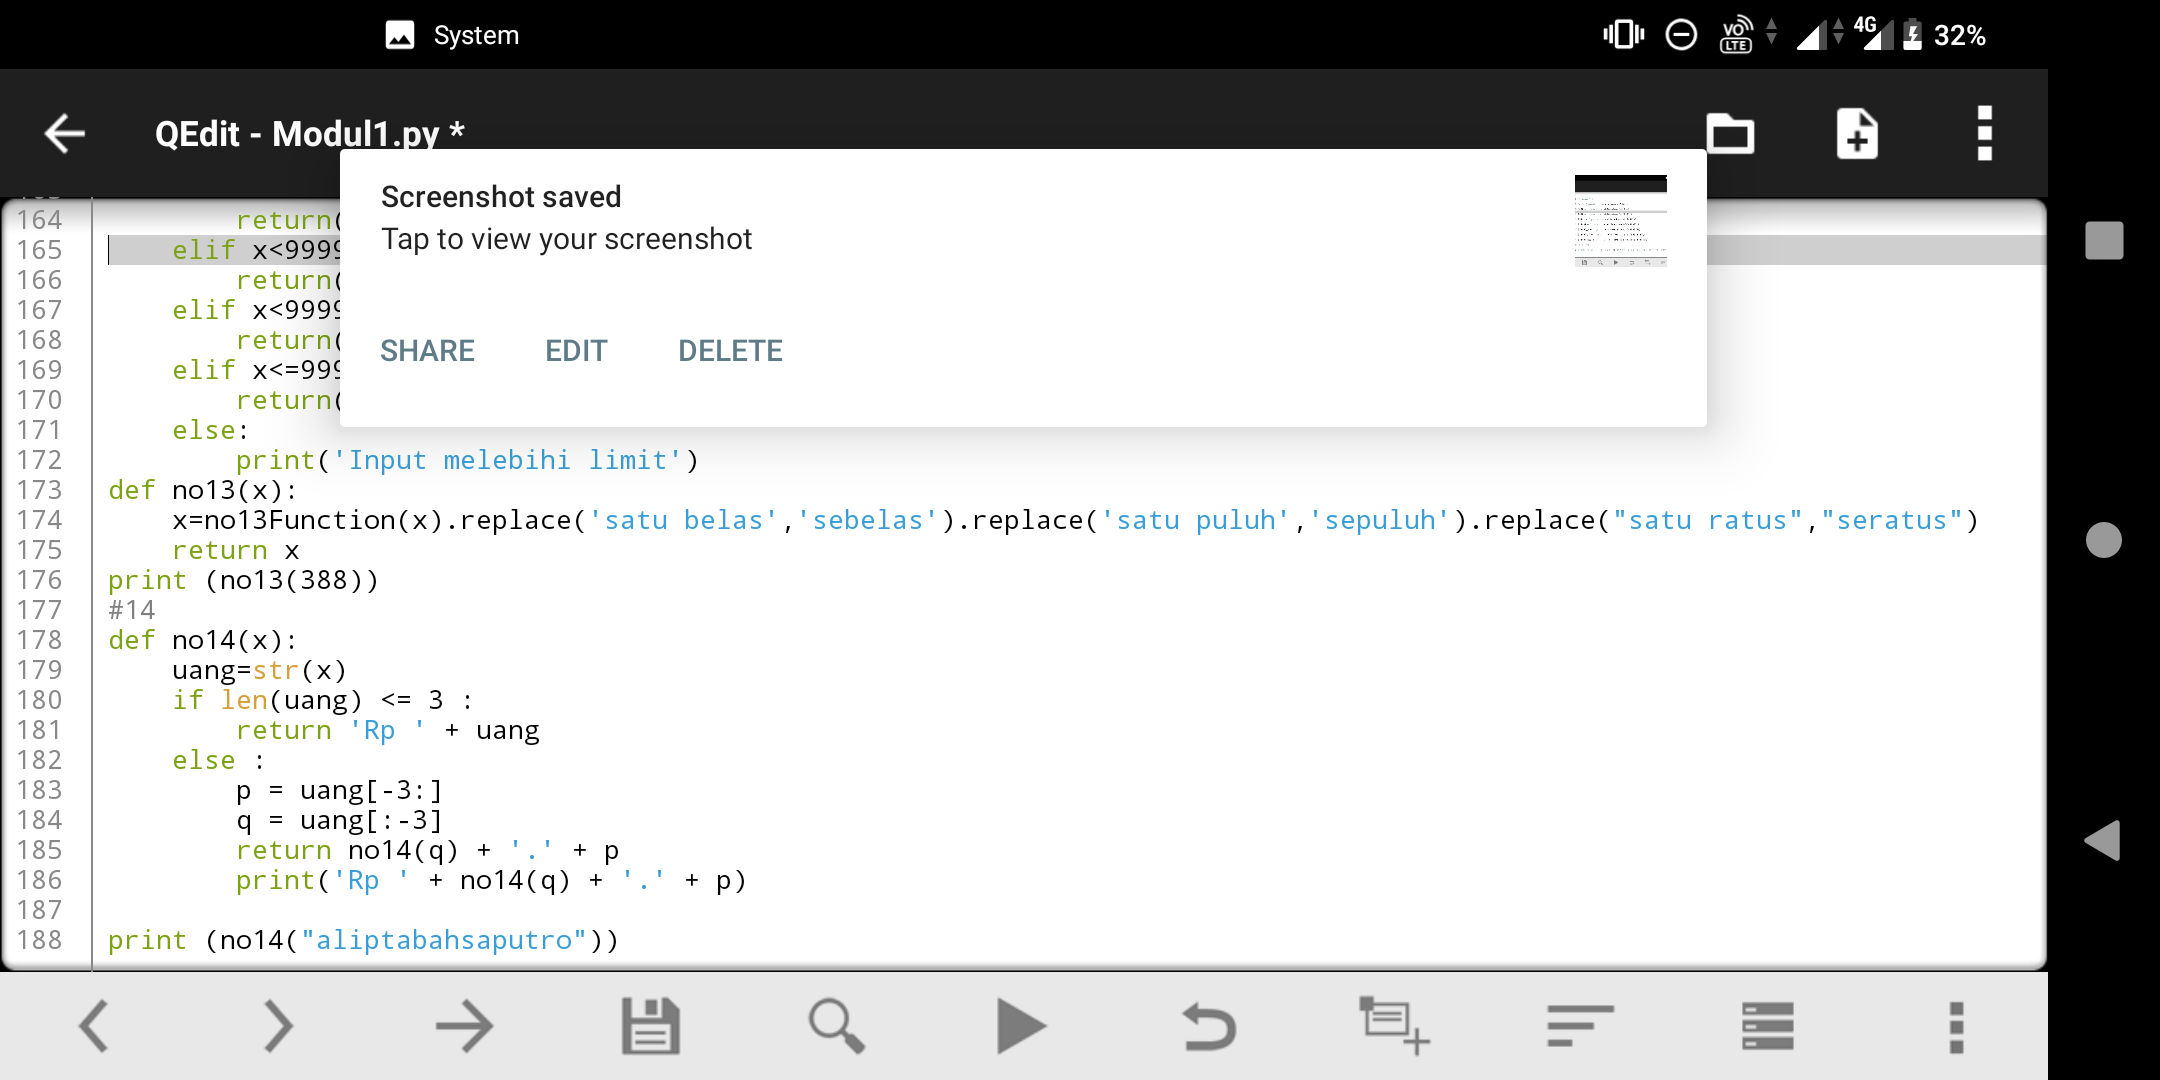 System
VO LTE 4G 32%
QEdit - Modul1.py *
Screenshot saved
Tap to view your screenshot
SHARE EDIT DELETE
164 return(
165 elif x<9999
166 return(
167 elif x<9999
168 return(
169 elif x<=999
170 return(
171 else:
172 print('Input melebihi limit')
173 def no13(x):
174 x=no13Function(x).replace('satu belas','sebelas').replace('satu puluh','sepuluh').replace("satu ratus","seratus")
175 return x
176 print (no13(388))
177 #14
178 def no14(x):
179 uang=str(x)
180 if len(uang) <= 3 :
181 return 'Rp ' + uang
182 else :
183 p = uang[-3:]
184 q = uang[:-3]
185 return no14(q) + '.' + p
186 print('Rp ' + no14(q) + '.' + p)
187
188 print (no14("aliptabahsaputro"))